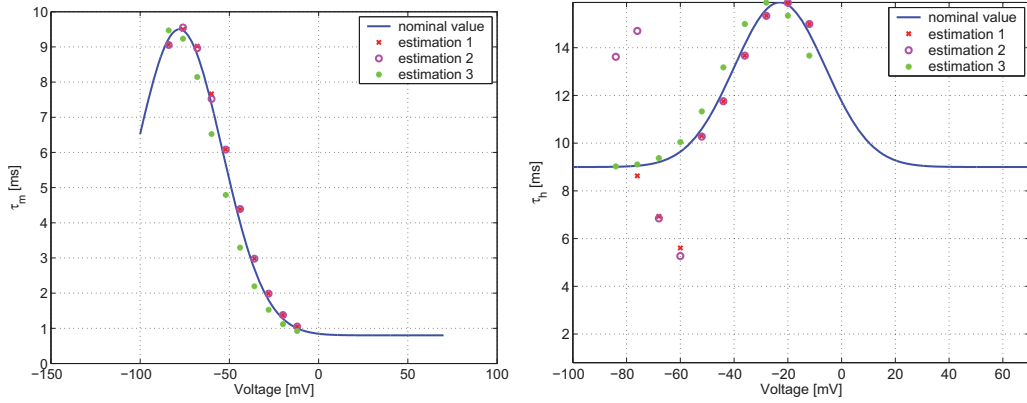 10
9
8
7
6
5
4
3
2
1
0
τm [ms]
−150
−100
−50
0
50
100
Voltage [mV]
nominal value
estimation 1
estimation 2
estimation 3
14
12
10
8
6
4
2
τh [ms]
−100
−80
−60
−40
−20
0
20
40
60
Voltage [mV]
nominal value
estimation 1
estimation 2
estimation 3